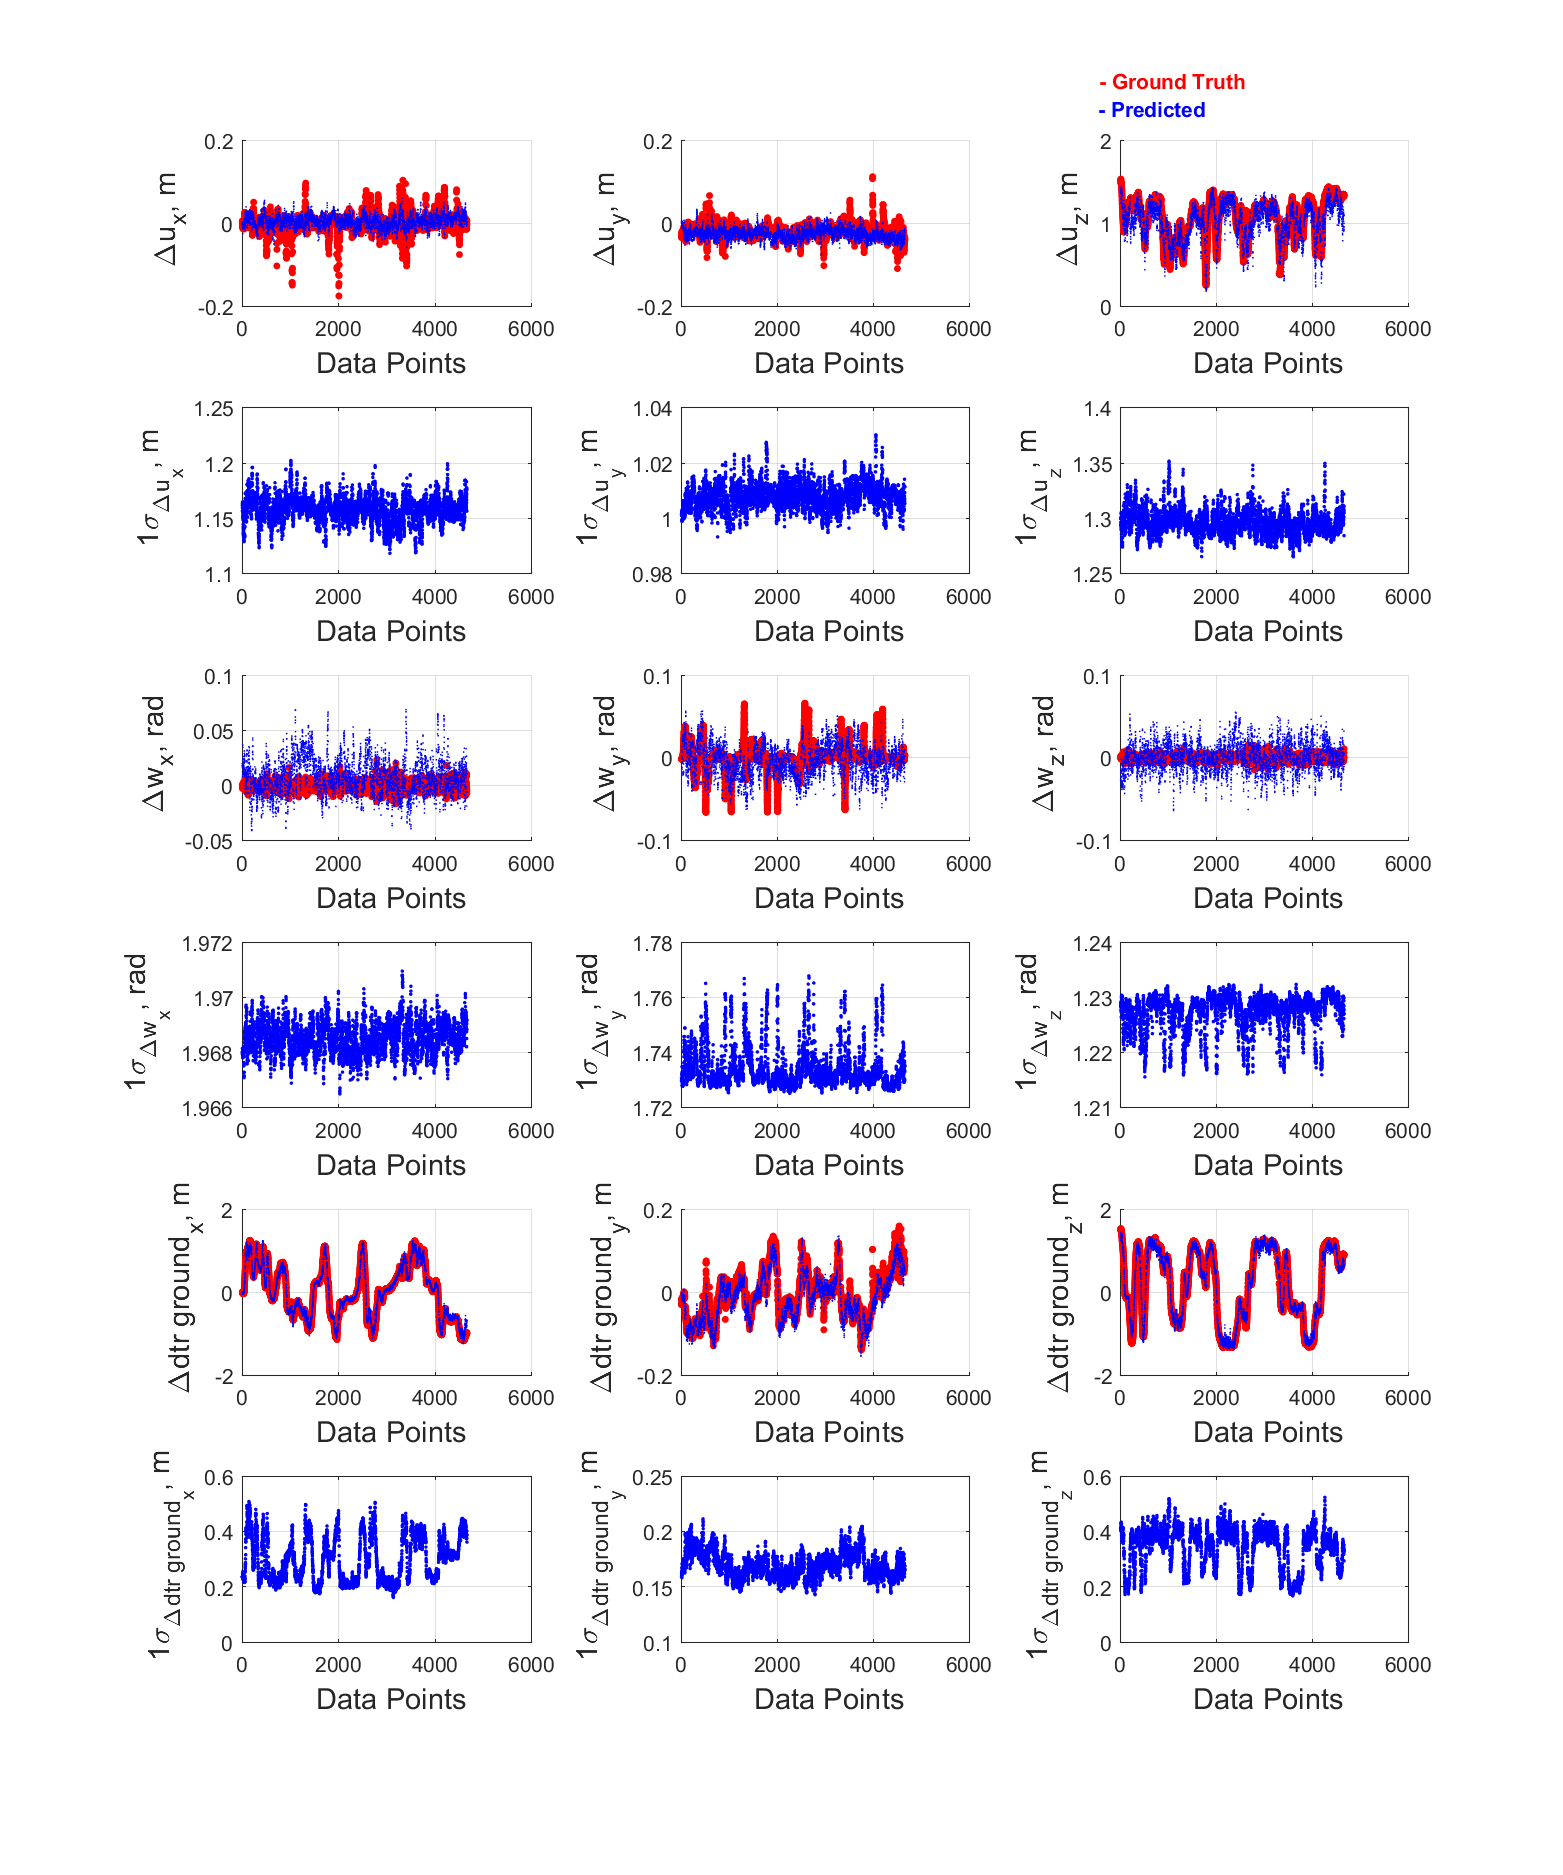 - Ground Truth
- Predicted
0.2
0
-0.2
0 2000 4000 6000
Data Points
Δu_x, m
0.2
0
-0.2
0 2000 4000 6000
Data Points
Δu_y, m
2
1
0
0 2000 4000 6000
Data Points
Δu_z, m
1.25
1.2
1.15
1.1
0 2000 4000 6000
Data Points
1σ_Δu_x, m
1.04
1.02
1
0.98
0 2000 4000 6000
Data Points
1σ_Δu_y, m
1.4
1.35
1.3
1.25
0 2000 4000 6000
Data Points
1σ_Δu_z, m
0.1
0.05
0
-0.05
0 2000 4000 6000
Data Points
Δw_x, rad
0.1
0
-0.1
0 2000 4000 6000
Data Points
Δw_y, rad
0.1
0
-0.1
0 2000 4000 6000
Data Points
Δw_z, rad
1.972
1.97
1.968
1.966
0 2000 4000 6000
Data Points
1σ_Δw_x, rad
1.78
1.76
1.74
1.72
0 2000 4000 6000
Data Points
1σ_Δw_y, rad
1.24
1.23
1.22
1.21
0 2000 4000 6000
Data Points
1σ_Δw_z, rad
2
0
-2
0 2000 4000 6000
Data Points
Δdtr ground_x, m
0.2
0
-0.2
0 2000 4000 6000
Data Points
Δdtr ground_y, m
2
0
-2
0 2000 4000 6000
Data Points
Δdtr ground_z, m
0.6
0.4
0.2
0
0 2000 4000 6000
Data Points
1σ_Δdtr ground_x, m
0.25
0.2
0.15
0.1
0 2000 4000 6000
Data Points
1σ_Δdtr ground_y, m
0.6
0.4
0.2
0
0 2000 4000 6000
Data Points
1σ_Δdtr ground_z, m